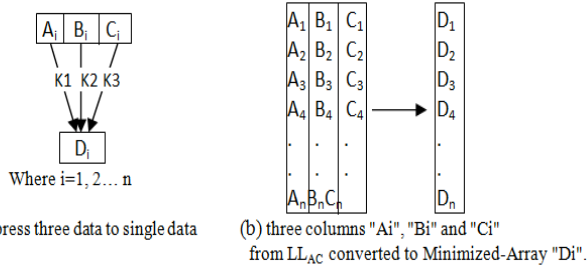 Ai Bi Ci
K1 K2 K3
Di
Where i=1, 2... n
press three data to single data
A1 B1 C1 D1
A2 B2 C2 D2
A3 B3 C3 D3
A4 B4 C4 D4
. . . .
. . . .
An Bn Cn Dn
(b) three columns "Ai", "Bi" and "Ci"
from LLAC converted to Minimized-Array "Di".